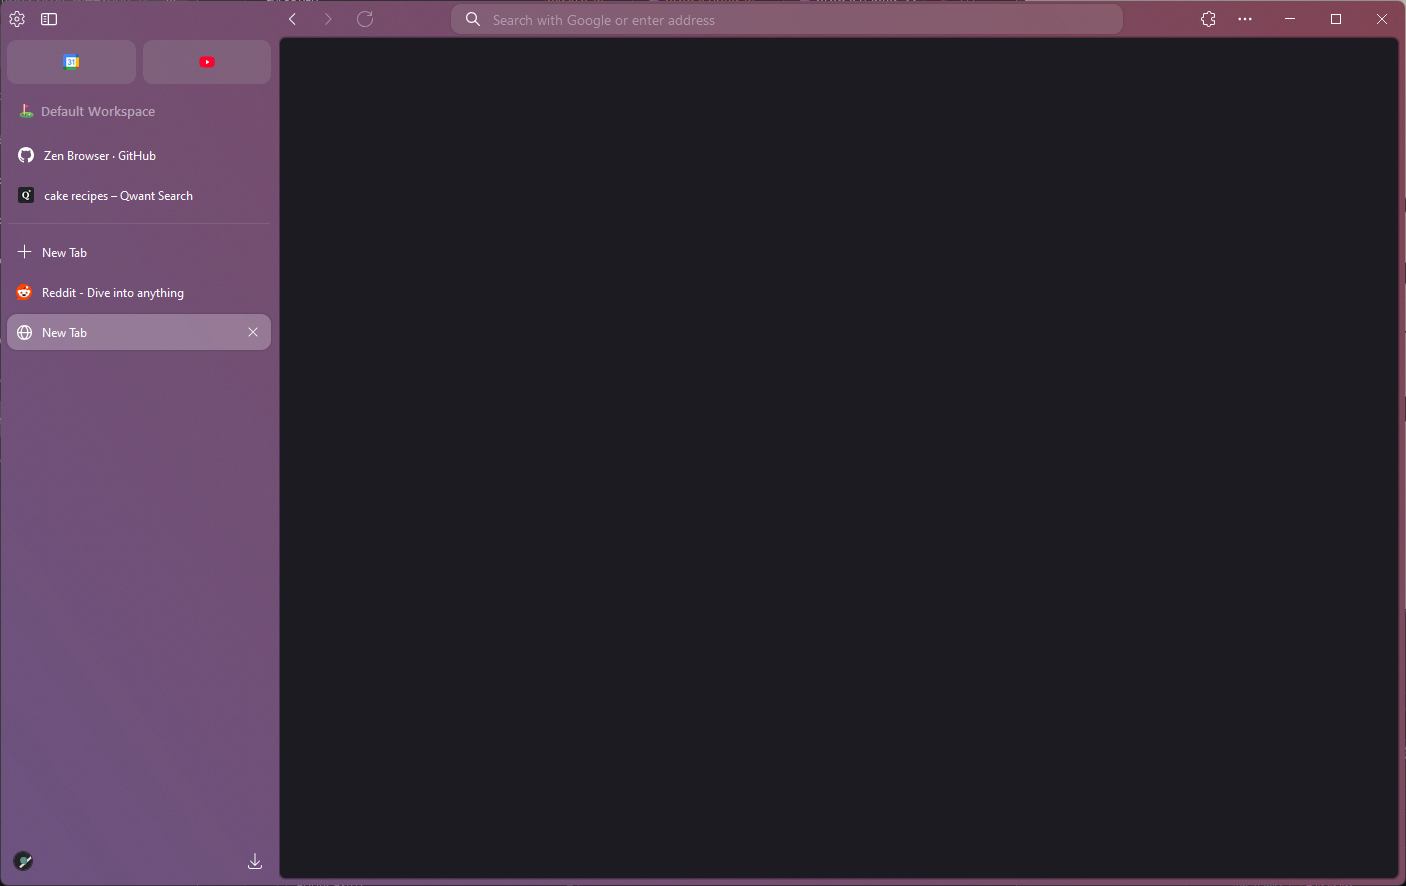 Search with Google or enter address
31
Default Workspace
Zen Browser · GitHub
Q
cake recipes – Qwant Search
New Tab
Reddit - Dive into anything
New Tab